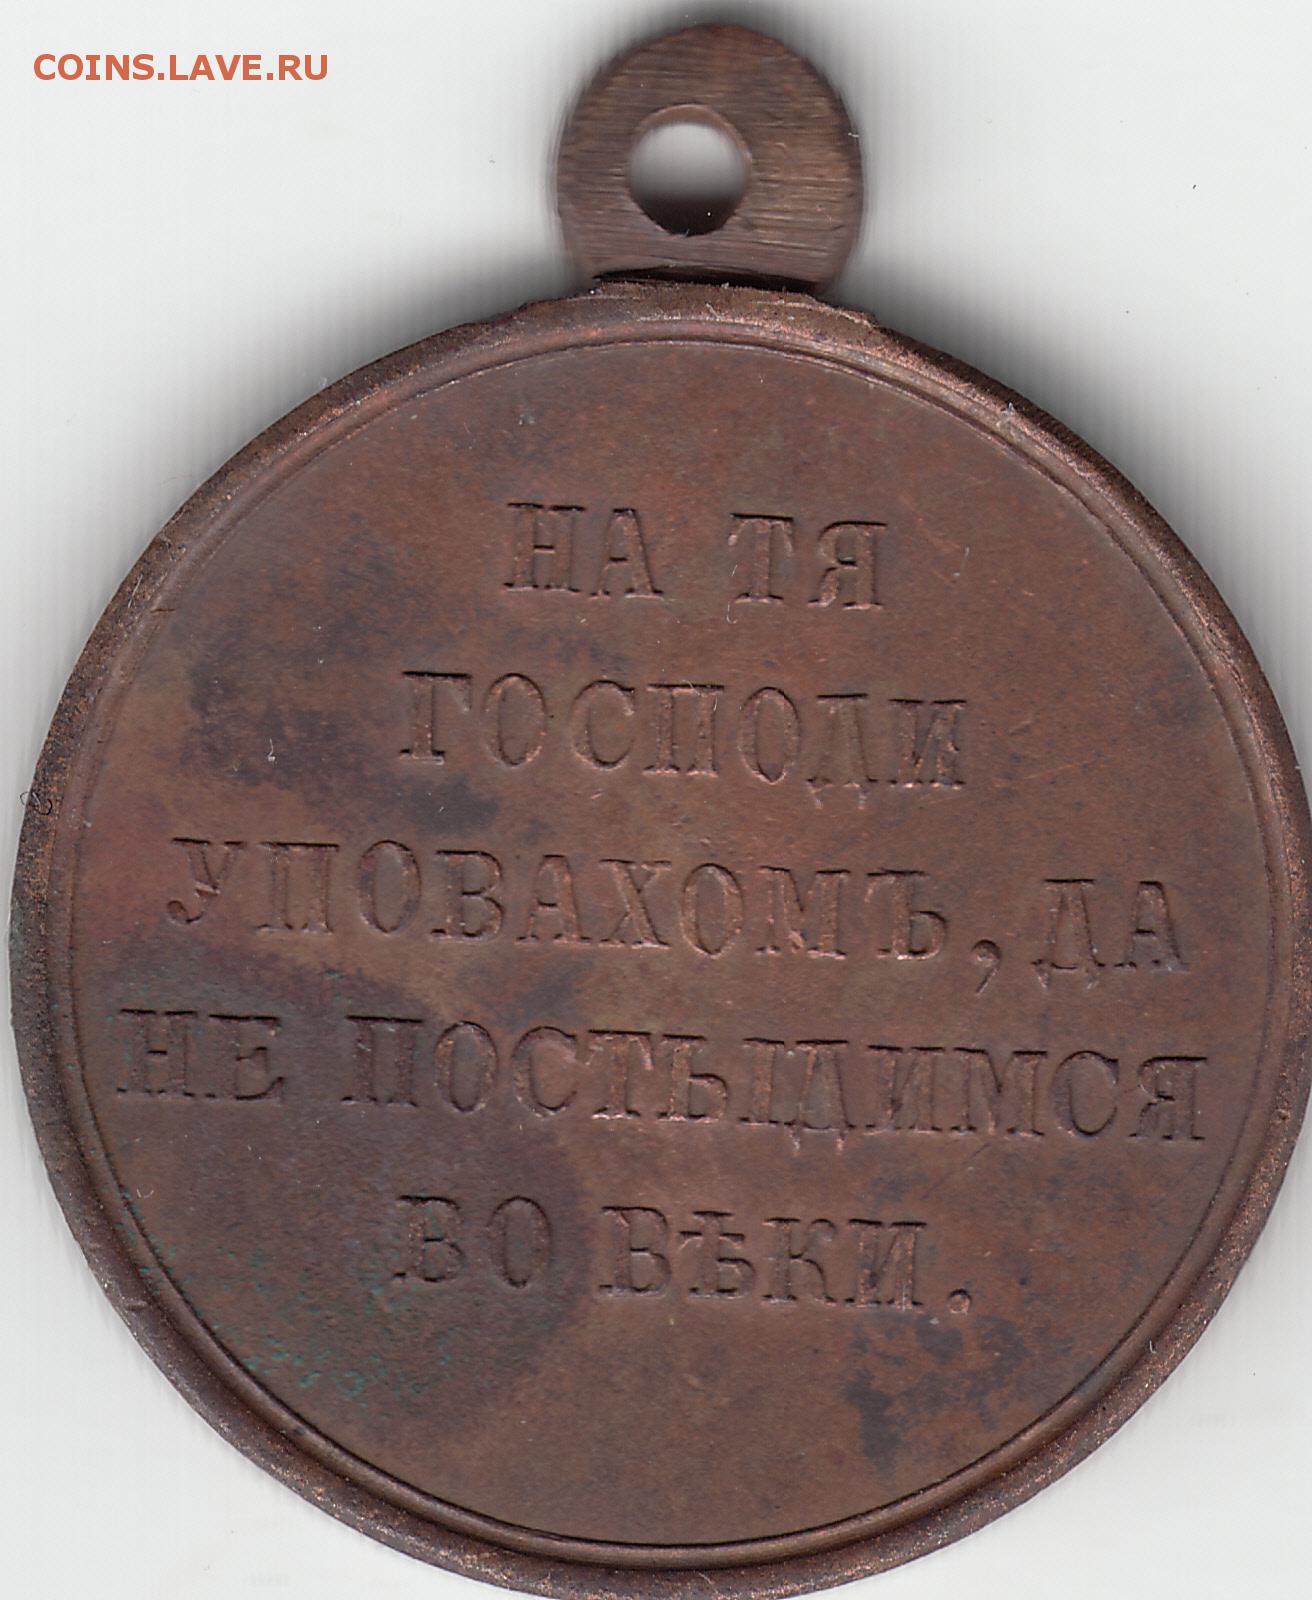 COINS.LAVE.RU
НА ТЯ
ГОСПОДИ
УПОВАХОМЪ, ДА
НЕ ПОСТЫДИМСЯ
ВО ВѢКИ.